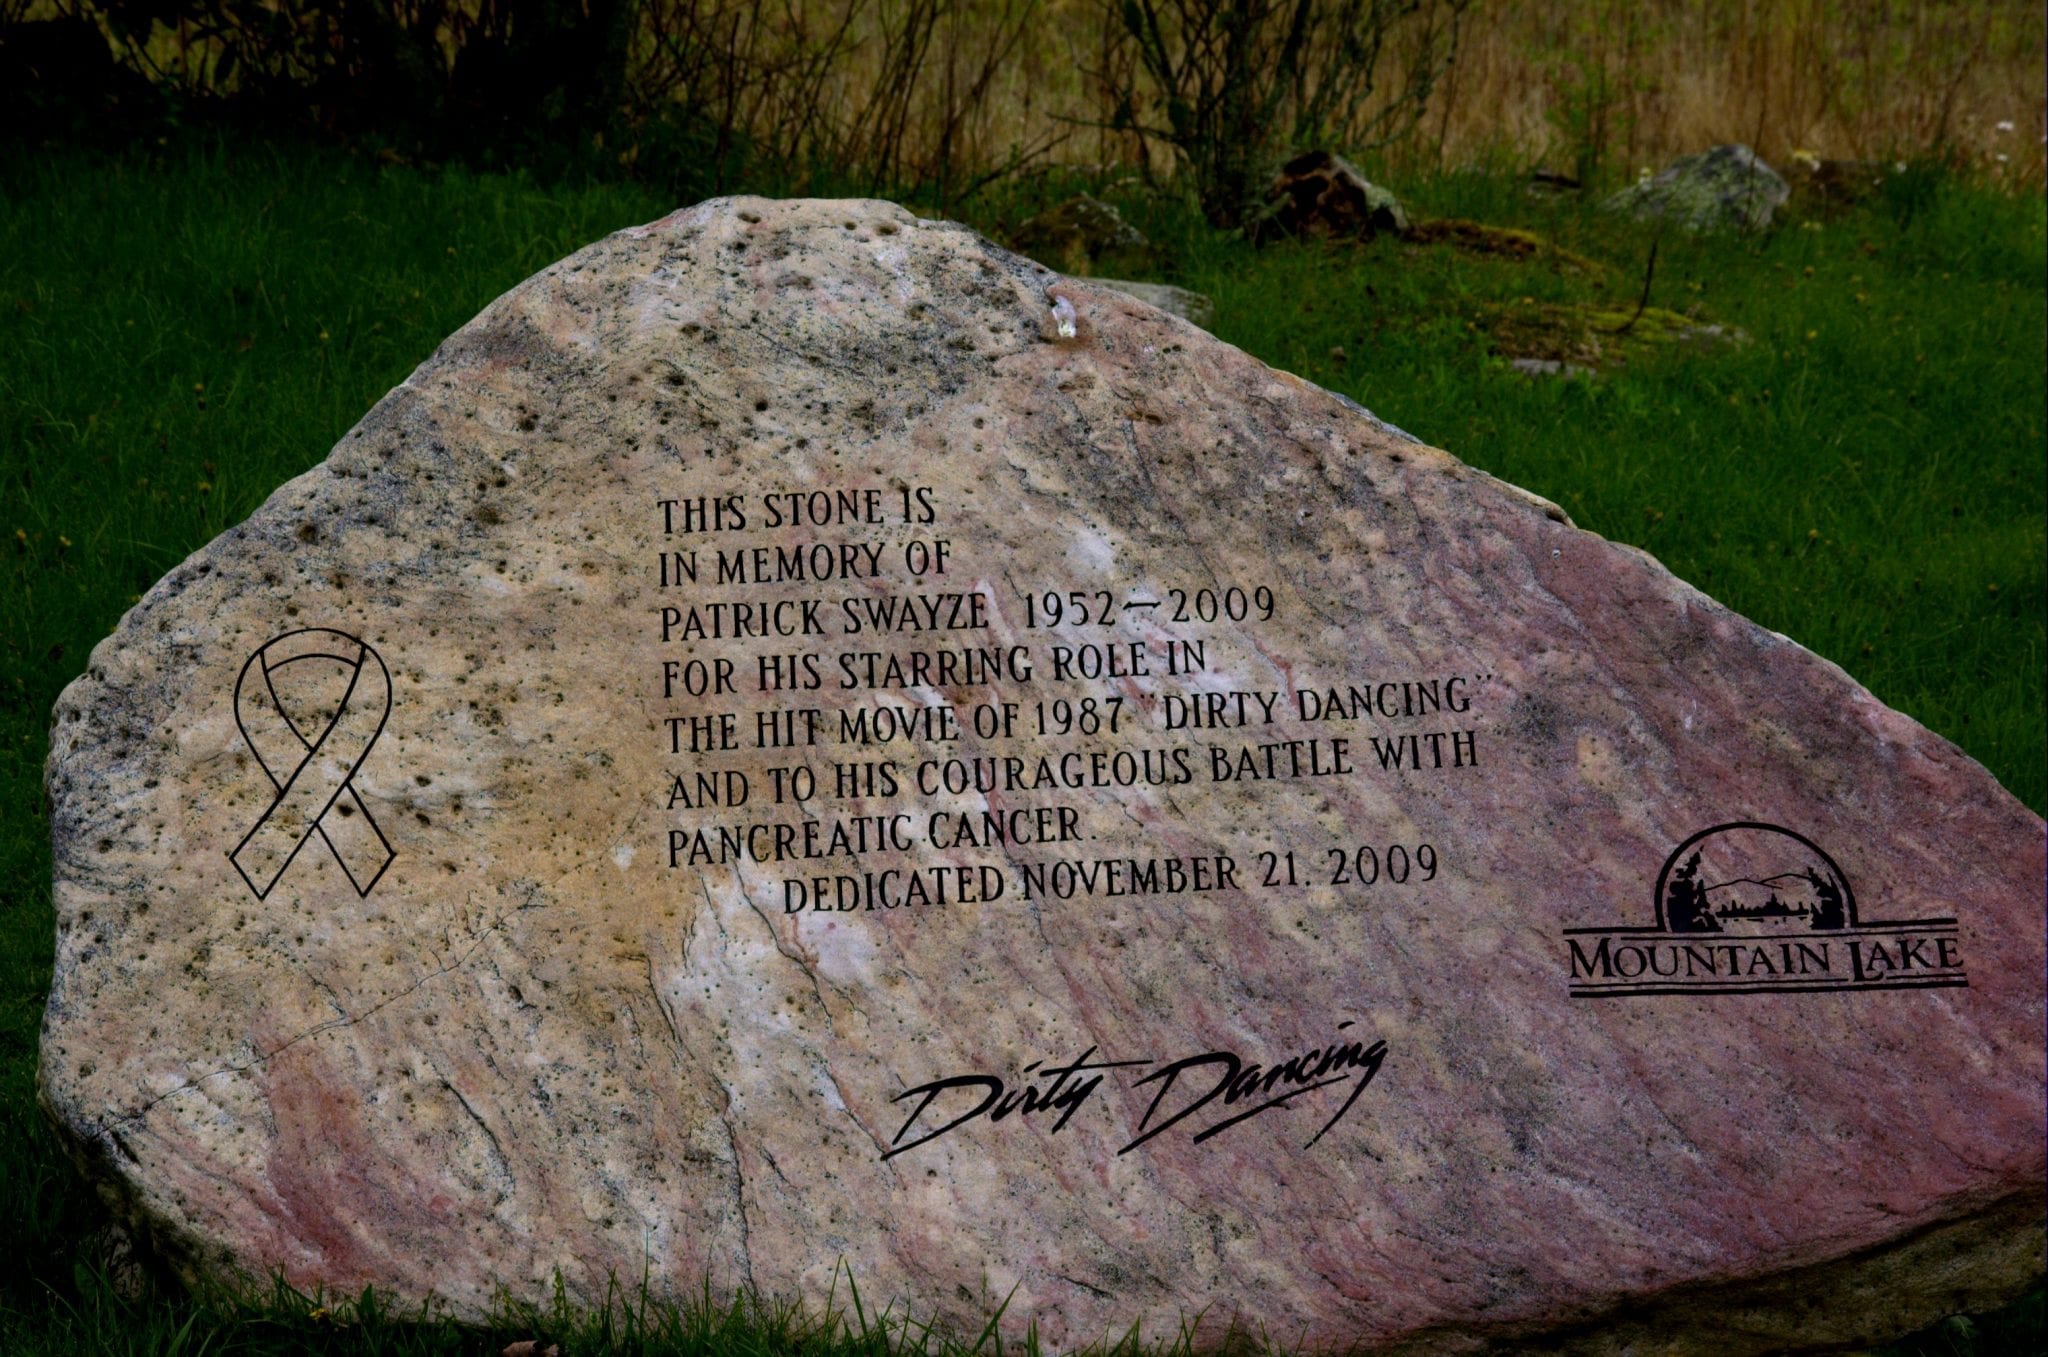 THIS STONE IS
IN MEMORY OF
PATRICK SWAYZE 1952—2009
FOR HIS STARRING ROLE IN
THE HIT MOVIE OF 1987 "DIRTY DANCING"
AND TO HIS COURAGEOUS BATTLE WITH
PANCREATIC CANCER.
DEDICATED NOVEMBER 21. 2009
MOUNTAIN LAKE
Dirty Dancing